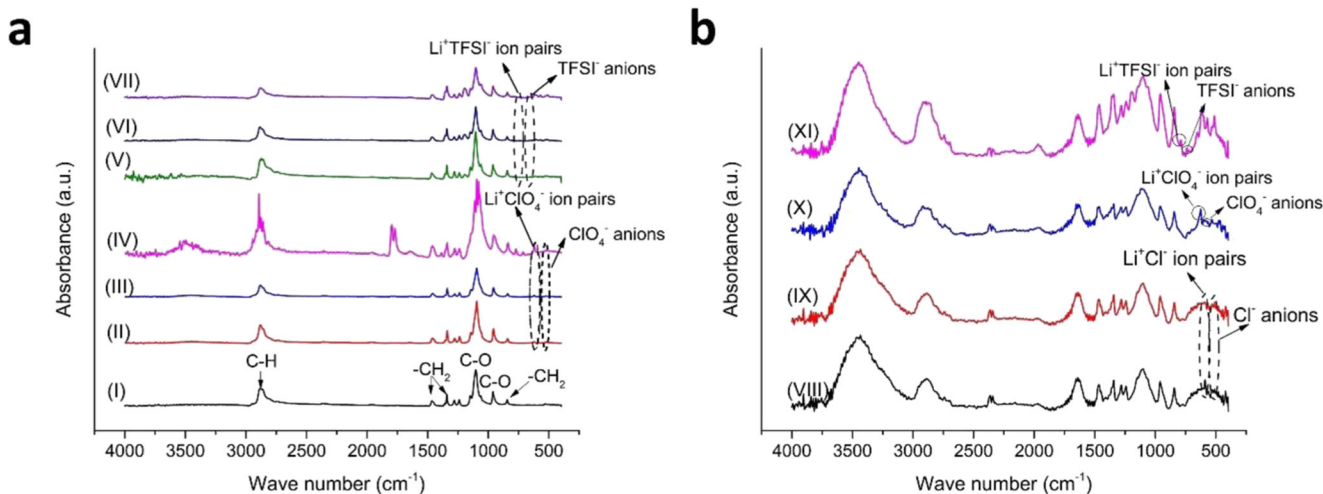 a
Li⁺TFSI⁻ ion pairs
TFSI⁻ anions
(VII)
(VI)
(V)
Li⁺ClO₄⁻ ion pairs
ClO₄⁻ anions
(IV)
(III)
(II)
C-H
-CH₂
C-O
C-O
-CH₂
(I)
Absorbance (a.u.)
4000 3500 3000 2500 2000 1500 1000 500
Wave number (cm⁻¹)
b
Li⁺TFSI⁻ ion pairs
TFSI⁻ anions
(XI)
Li⁺ClO₄⁻ ion pairs
ClO₄⁻ anions
(X)
Li⁺Cl⁻ ion pairs
(IX)
Cl⁻ anions
(VIII)
Absorbance (a.u.)
4000 3500 3000 2500 2000 1500 1000 500
Wave number (cm⁻¹)